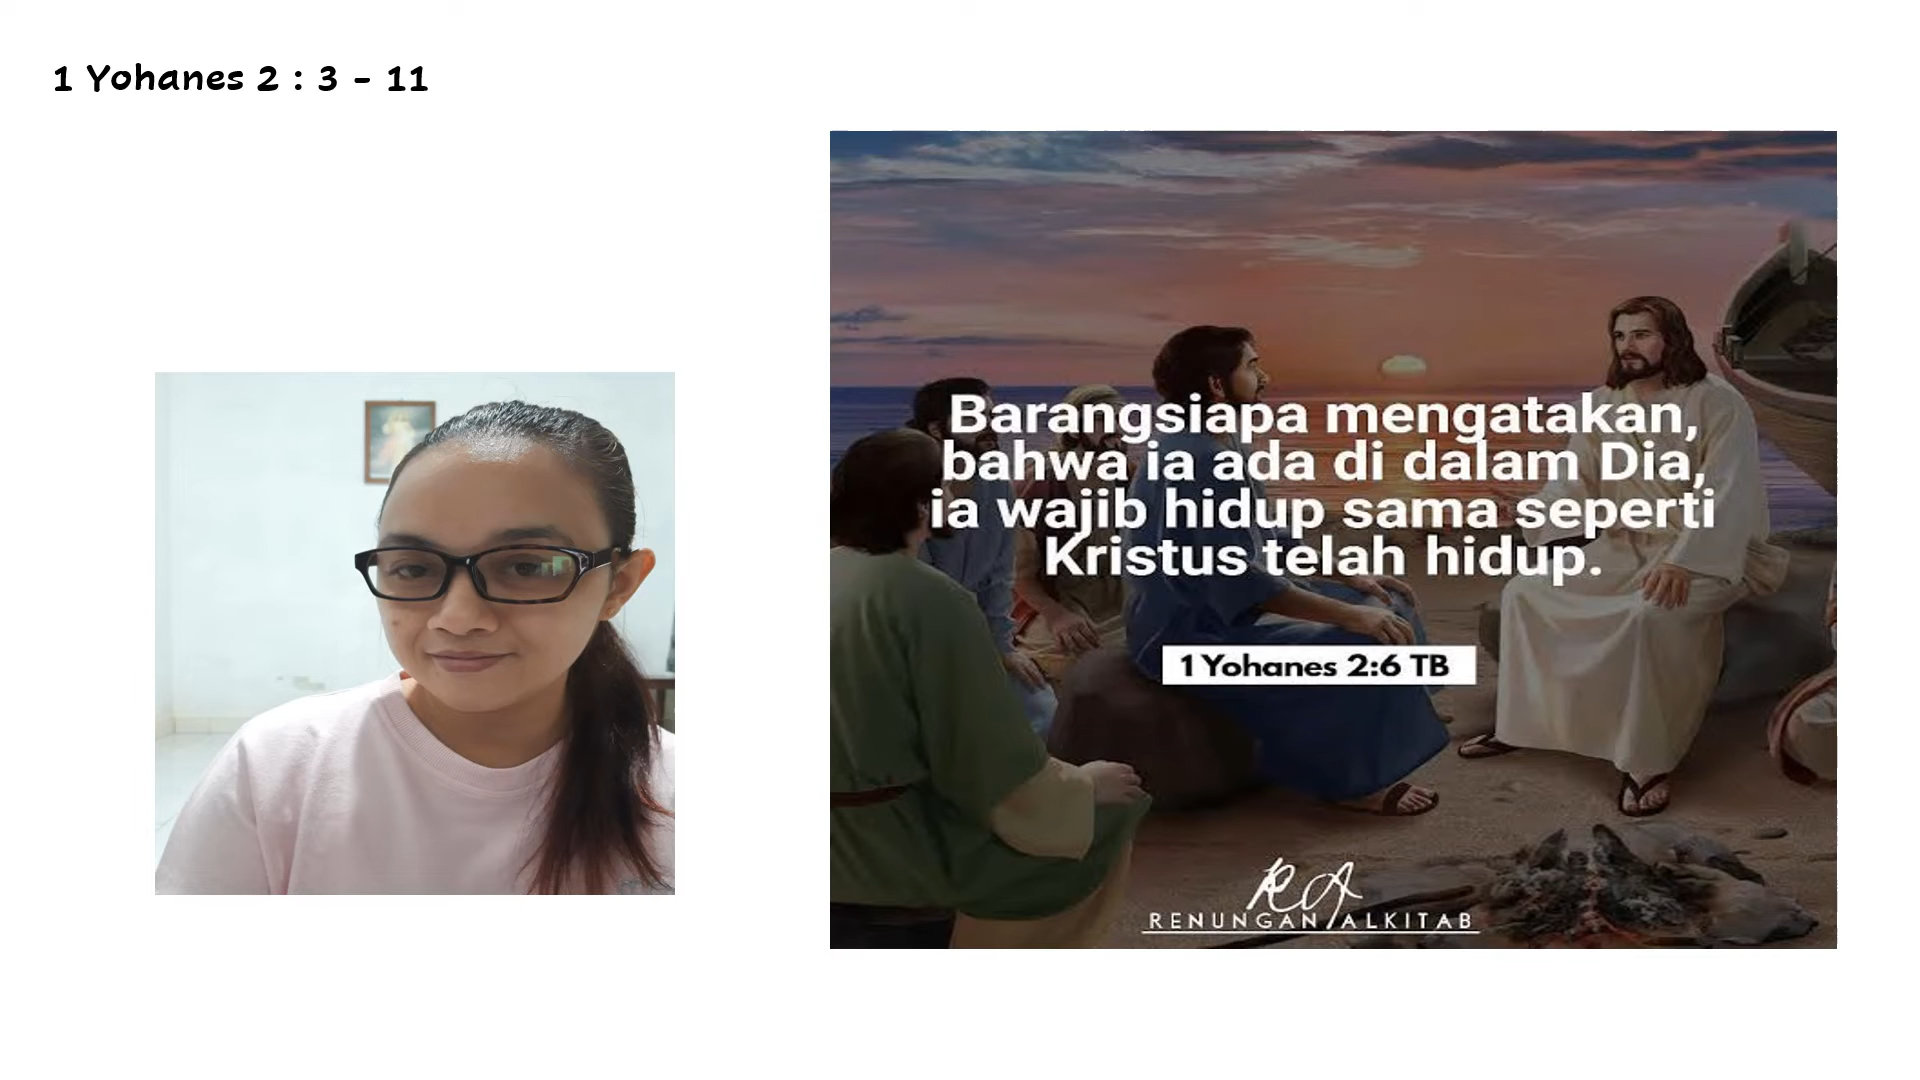 1 Yohanes 2 : 3 - 11
Barangsiapa mengatakan,
bahwa ia ada di dalam Dia,
ia wajib hidup sama seperti
Kristus telah hidup.
1 Yohanes 2:6 TB
RA
RENUNGAN ALKITAB